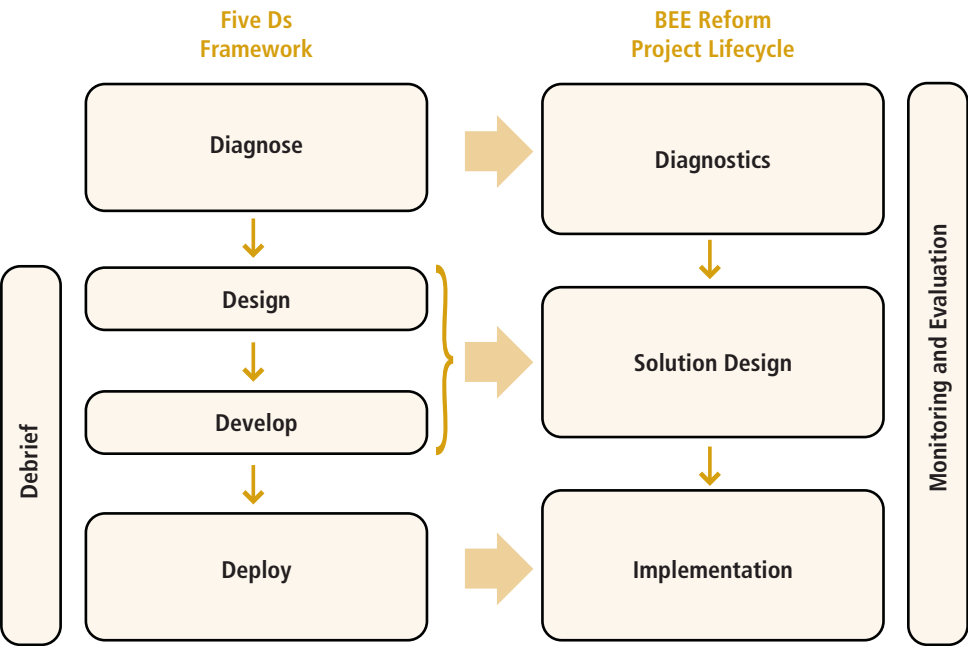 Five Ds
Framework
BEE Reform
Project Lifecycle
Diagnose
Diagnostics
Design
Develop
Solution Design
Deploy
Implementation
Debrief
Monitoring and Evaluation